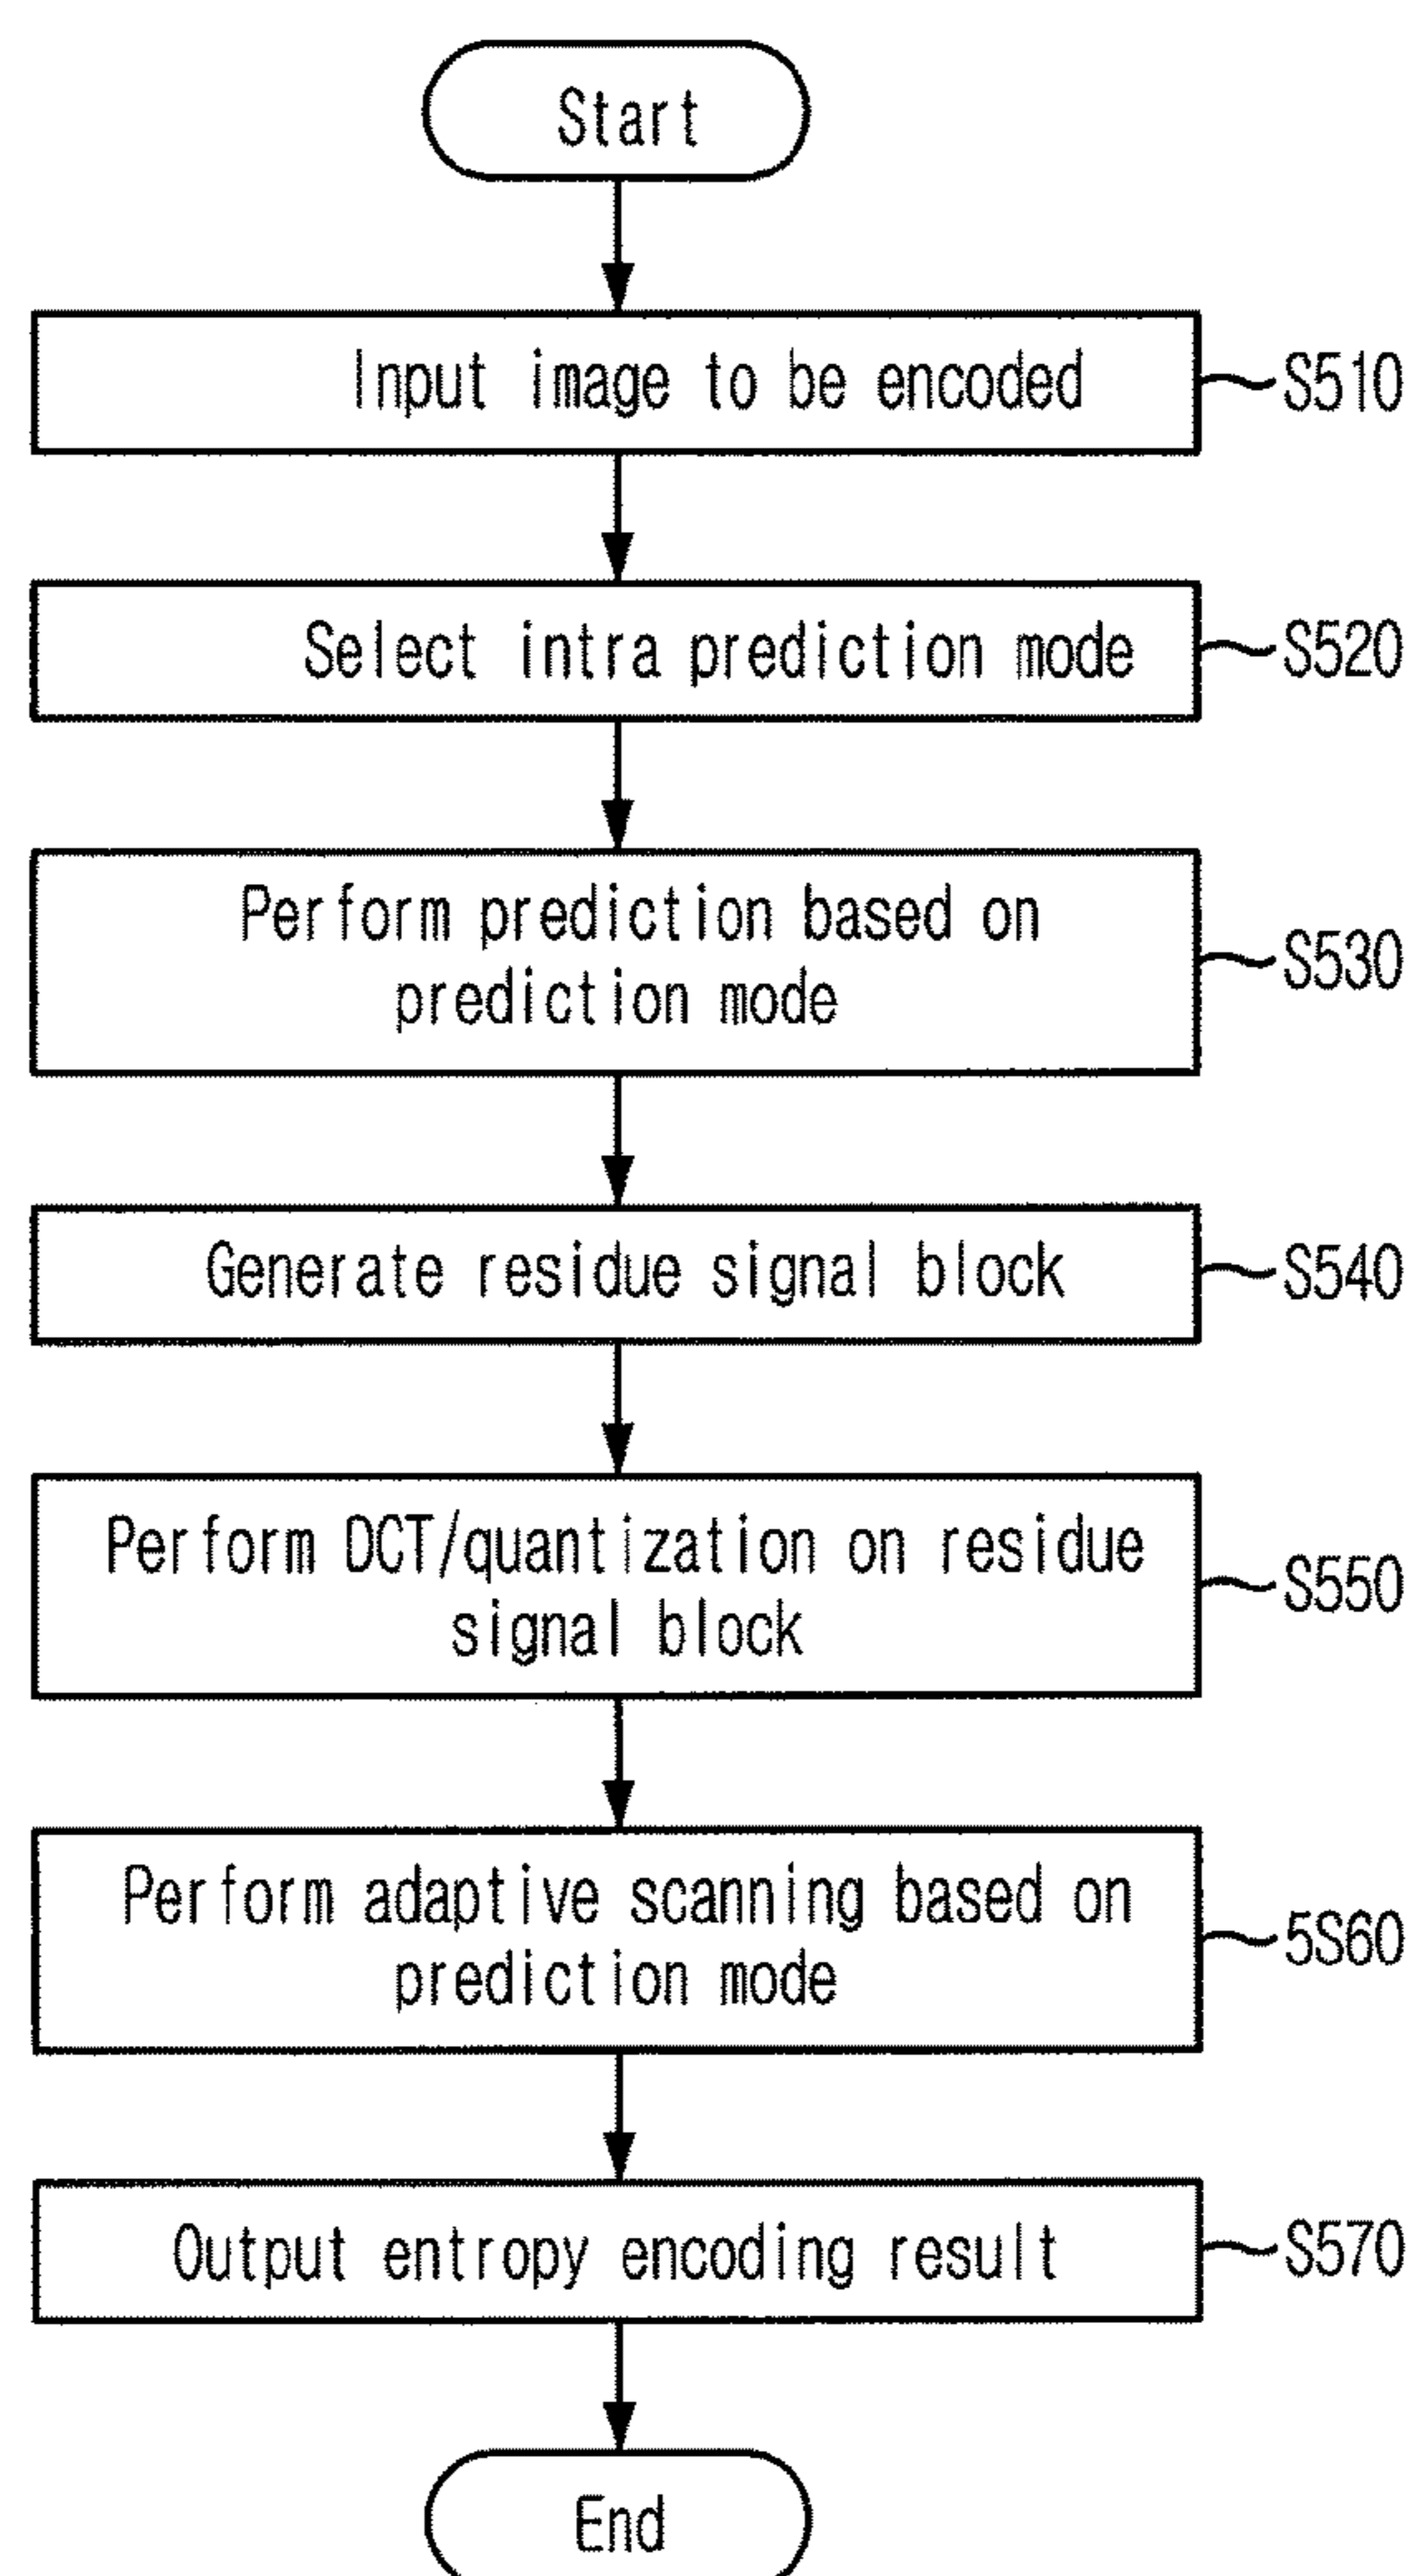 Start
Input image to be encoded
S510
Select intra prediction mode
S520
Perform prediction based on
prediction mode
S530
Generate residue signal block
S540
Perform DCT/quantization on residue
signal block
S550
Perform adaptive scanning based on
prediction mode
5S60
Output entropy encoding result
S570
End